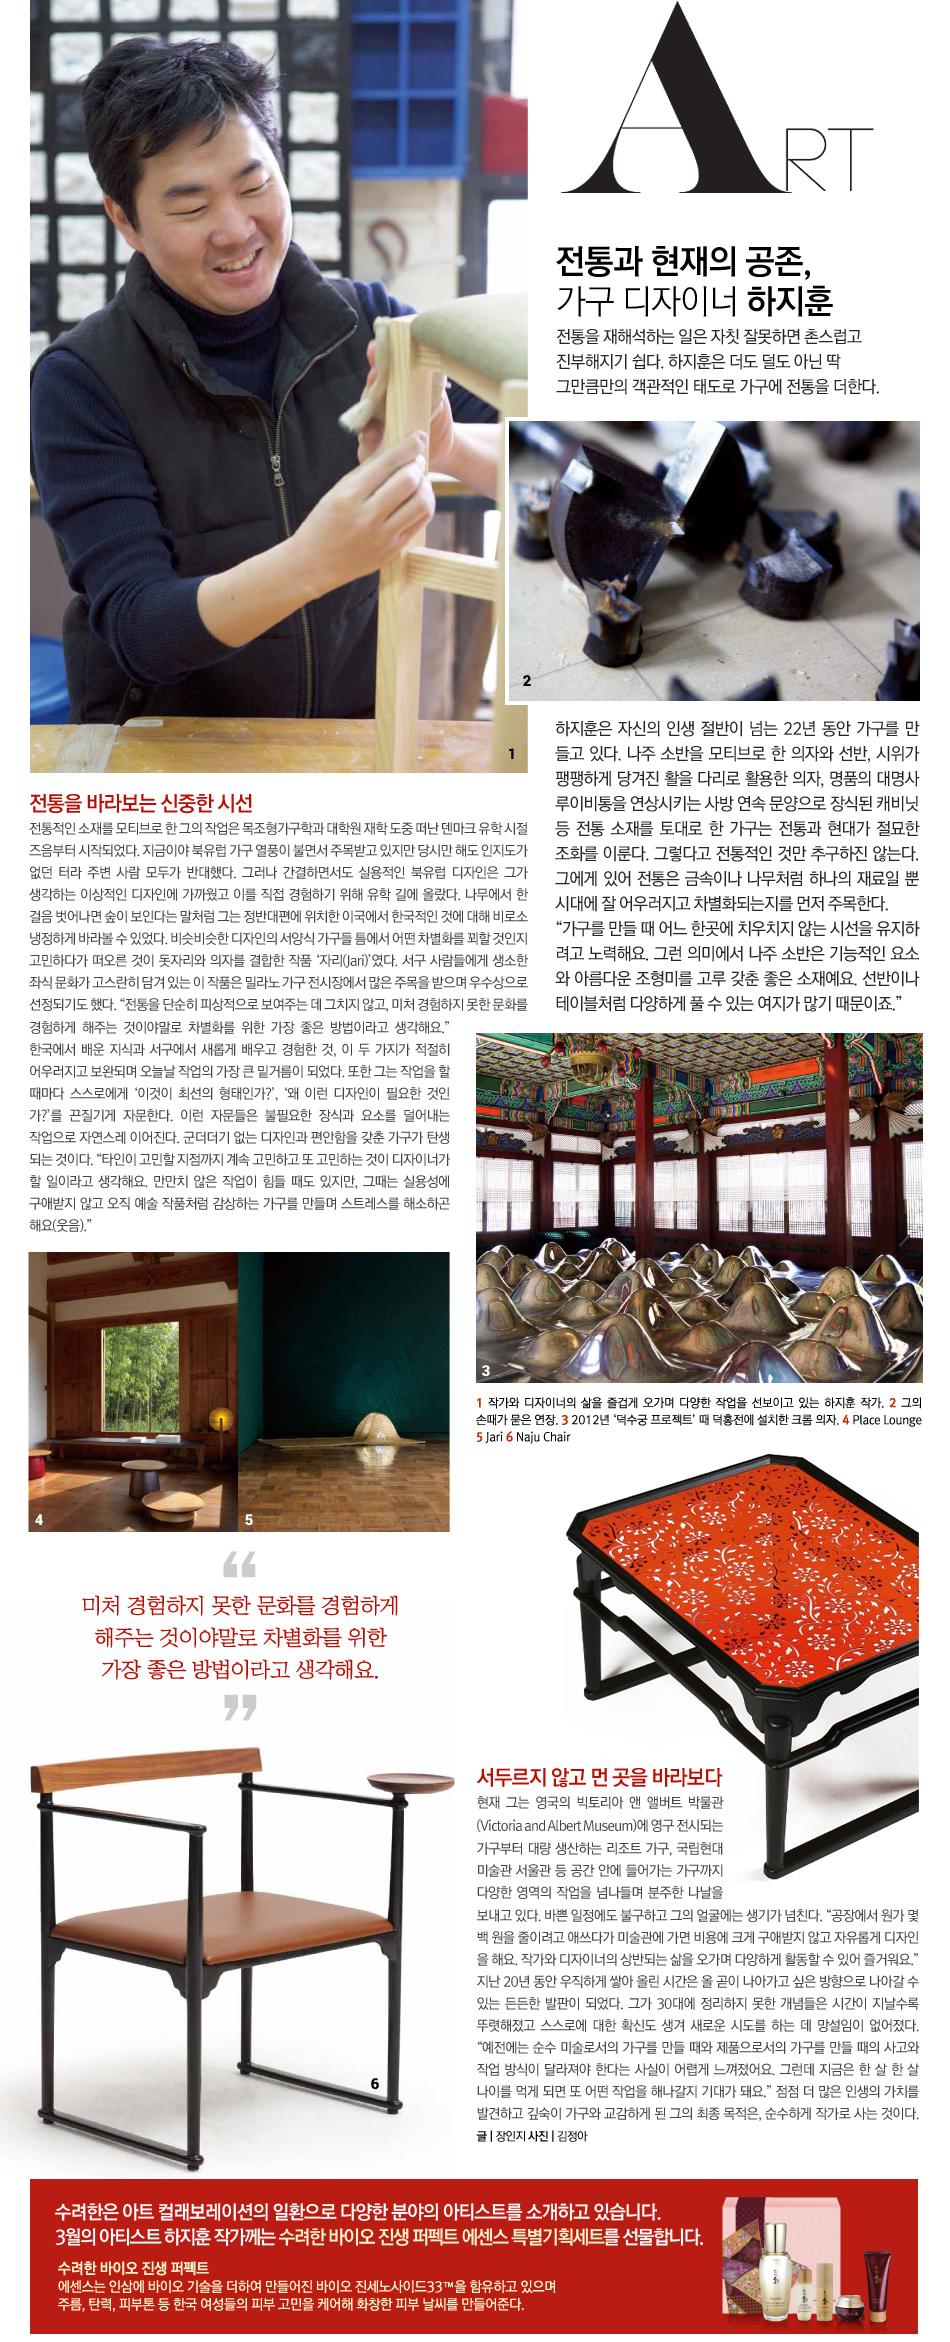 ART
전통과 현재의 공존,
가구 디자이너 하지훈
전통을 재해석하는 일은 자칫 잘못하면 촌스럽고
진부해지기 쉽다. 하지훈은 더도 덜도 아닌 딱
그만큼만의 객관적인 태도로 가구에 전통을 더한다.
2
1
하지훈은 자신의 인생 절반이 넘는 22년 동안 가구를 만
들고 있다. 나주 소반을 모티브로 한 의자와 선반, 시위가
팽팽하게 당겨진 활을 다리로 활용한 의자, 명품의 대명사
루이비통을 연상시키는 사방 연속 문양으로 장식된 캐비닛
등 전통 소재를 토대로 한 가구는 전통과 현대가 절묘한
조화를 이룬다. 그렇다고 전통적인 것만 추구하진 않는다.
그에게 있어 전통은 금속이나 나무처럼 하나의 재료일 뿐
시대에 잘 어우러지고 차별화되는지를 먼저 주목한다.
“가구를 만들 때 어느 한곳에 치우치지 않는 시선을 유지하
려고 노력해요. 그런 의미에서 나주 소반은 기능적인 요소
와 아름다운 조형미를 고루 갖춘 좋은 소재예요. 선반이나
테이블처럼 다양하게 풀 수 있는 여지가 많기 때문이죠.”
전통을 바라보는 신중한 시선
전통적인 소재를 모티브로 한 그의 작업은 목조형가구학과 대학원 재학 도중 떠난 덴마크 유학 시절
즈음부터 시작되었다. 지금이야 북유럽 가구 열풍이 불면서 주목받고 있지만 당시만 해도 인지도가
없던 터라 주변 사람 모두가 반대했다. 그러나 간결하면서도 실용적인 북유럽 디자인은 그가
생각하는 이상적인 디자인에 가까웠고 이를 직접 경험하기 위해 유학 길에 올랐다. 나무에서 한
걸음 벗어나면 숲이 보인다는 말처럼 그는 정반대편에 위치한 이국에서 한국적인 것에 대해 비로소
냉정하게 바라볼 수 있었다. 비슷비슷한 디자인의 서양식 가구들 틈에서 어떤 차별화를 꾀할 것인지
고민하다가 떠오른 것이 돗자리와 의자를 결합한 작품 ‘자리(Jari)’였다. 서구 사람들에게 생소한
좌식 문화가 고스란히 담겨 있는 이 작품은 밀라노 가구 전시장에서 많은 주목을 받으며 우수상으로
선정되기도 했다. “전통을 단순히 피상적으로 보여주는 데 그치지 않고, 미처 경험하지 못한 문화를
경험하게 해주는 것이야말로 차별화를 위한 가장 좋은 방법이라고 생각해요.”
한국에서 배운 지식과 서구에서 새롭게 배우고 경험한 것, 이 두 가지가 적절히
어우러지고 보완되며 오늘날 작업의 가장 큰 밑거름이 되었다. 또한 그는 작업을 할
때마다 스스로에게 ‘이것이 최선의 형태인가?’, ‘왜 이런 디자인이 필요한 것인
가?’를 끈질기게 자문한다. 이런 자문들은 불필요한 장식과 요소를 덜어내는
작업으로 자연스레 이어진다. 군더더기 없는 디자인과 편안함을 갖춘 가구가 탄생
되는 것이다. “타인이 고민할 지점까지 계속 고민하고 또 고민하는 것이 디자이너가
할 일이라고 생각해요. 만만치 않은 작업이 힘들 때도 있지만, 그때는 실용성에
구애받지 않고 오직 예술 작품처럼 감상하는 가구를 만들며 스트레스를 해소하곤
해요(웃음).”
3
1 작가와 디자이너의 삶을 즐겁게 오가며 다양한 작업을 선보이고 있는 하지훈 작가. 2 그의
손때가 묻은 연장. 3 2012년 ‘덕수궁 프로젝트’ 때 덕홍전에 설치한 크롬 의자. 4 Place Lounge
5 Jari 6 Naju Chair
4
5
“
미처 경험하지 못한 문화를 경험하게
해주는 것이야말로 차별화를 위한
가장 좋은 방법이라고 생각해요.
”
6
서두르지 않고 먼 곳을 바라보다
현재 그는 영국의 빅토리아 앤 앨버트 박물관
(Victoria and Albert Museum)에 영구 전시되는
가구부터 대량 생산하는 리조트 가구, 국립현대
미술관 서울관 등 공간 안에 들어가는 가구까지
다양한 영역의 작업을 넘나들며 분주한 나날을
보내고 있다. 바쁜 일정에도 불구하고 그의 얼굴에는 생기가 넘친다. “공장에서 원가 몇
백 원을 줄이려고 애쓰다가 미술관에 가면 비용에 크게 구애받지 않고 자유롭게 디자인
을 해요. 작가와 디자이너의 상반되는 삶을 오가며 다양하게 활동할 수 있어 즐거워요.”
지난 20년 동안 우직하게 쌓아 올린 시간은 올 곧이 나아가고 싶은 방향으로 나아갈 수
있는 든든한 발판이 되었다. 그가 30대에 정리하지 못한 개념들은 시간이 지날수록
뚜렷해졌고 스스로에 대한 확신도 생겨 새로운 시도를 하는 데 망설임이 없어졌다.
“예전에는 순수 미술로서의 가구를 만들 때와 제품으로서의 가구를 만들 때의 사고와
작업 방식이 달라져야 한다는 사실이 어렵게 느껴졌어요. 그런데 지금은 한 살 한 살
나이를 먹게 되면 또 어떤 작업을 해나갈지 기대가 돼요.” 점점 더 많은 인생의 가치를
발견하고 깊숙이 가구와 교감하게 된 그의 최종 목적은, 순수하게 작가로 사는 것이다.
글 | 장인지 사진 | 김정아
수려한은 아트 컬래보레이션의 일환으로 다양한 분야의 아티스트를 소개하고 있습니다.
3월의 아티스트 하지훈 작가께는 수려한 바이오 진생 퍼펙트 에센스 특별기획세트를 선물합니다.
수려한 바이오 진생 퍼펙트
에센스는 인삼에 바이오 기술을 더하여 만들어진 바이오 진세노사이드33™을 함유하고 있으며
주름, 탄력, 피부톤 등 한국 여성들의 피부 고민을 케어해 화창한 피부 날씨를 만들어준다.